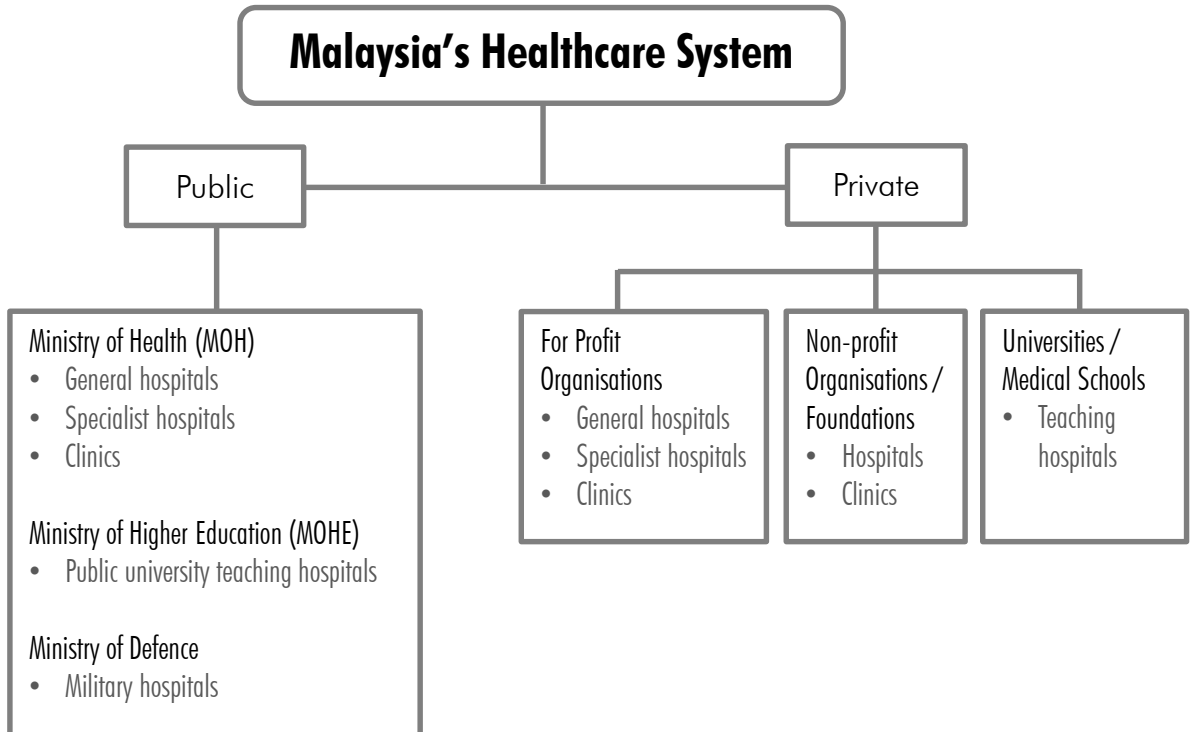 Malaysia's Healthcare System
Public
Private
Ministry of Health (MOH)
• General hospitals
• Specialist hospitals
• Clinics
Ministry of Higher Education (MOHE)
• Public university teaching hospitals
Ministry of Defence
• Military hospitals
For Profit
Organisations
• General hospitals
• Specialist hospitals
• Clinics
Non-profit
Organisations /
Foundations
• Hospitals
• Clinics
Universities /
Medical Schools
• Teaching
hospitals